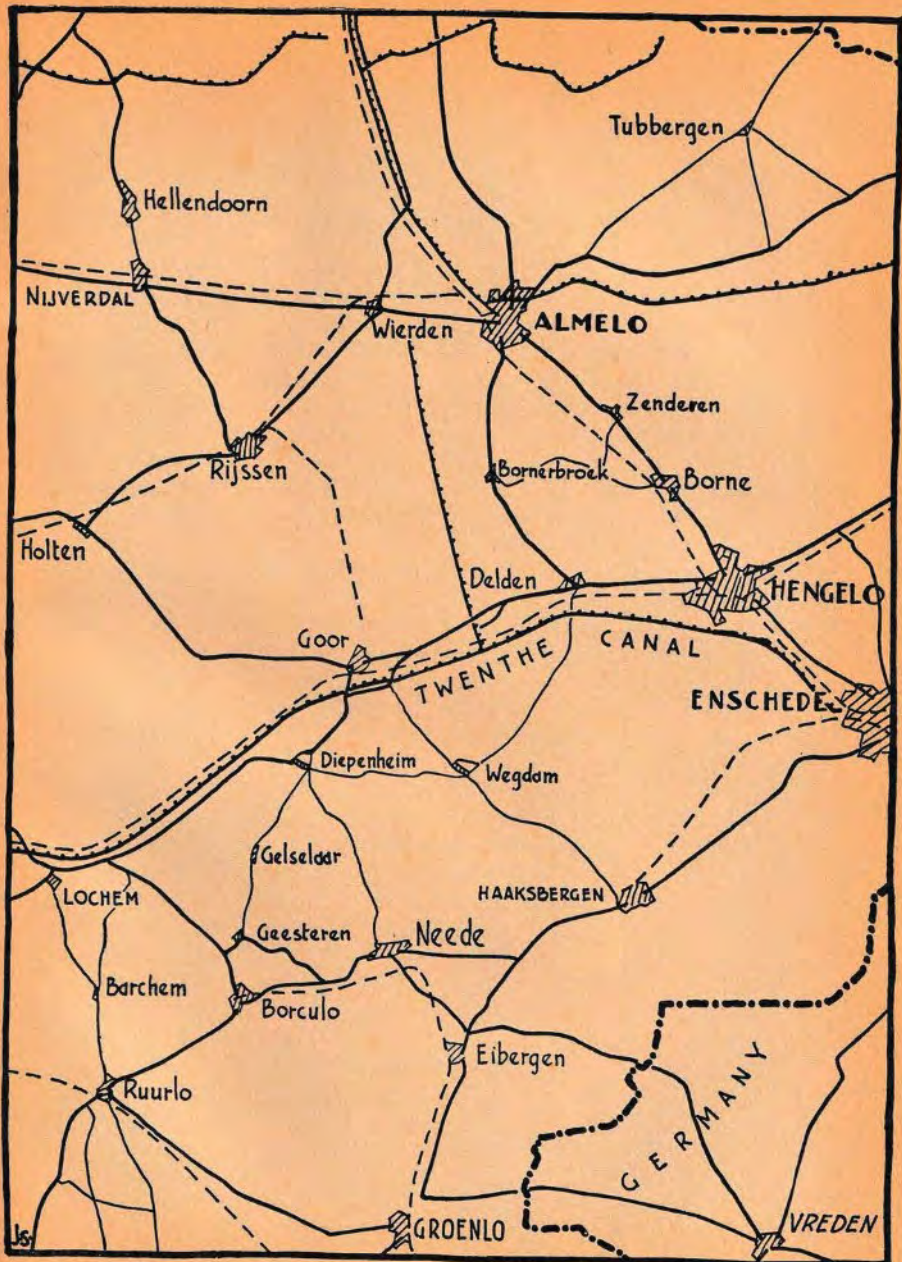 Tubbergen
Hellendoorn
NIJVERDAL
Wierden
ALMELO
Zenderen
Rijssen
Bornerbroek
Borne
Holten
Delden
HENGELO
Goor
TWENTHE CANAL
ENSCHEDE
Diepenheim
Wegdam
Gelselaar
LOCHEM
HAAKSBERGEN
Geesteren
Neede
Barchem
Borculo
Eibergen
Ruurlo
GERMANY
GROENLO
VREDEN